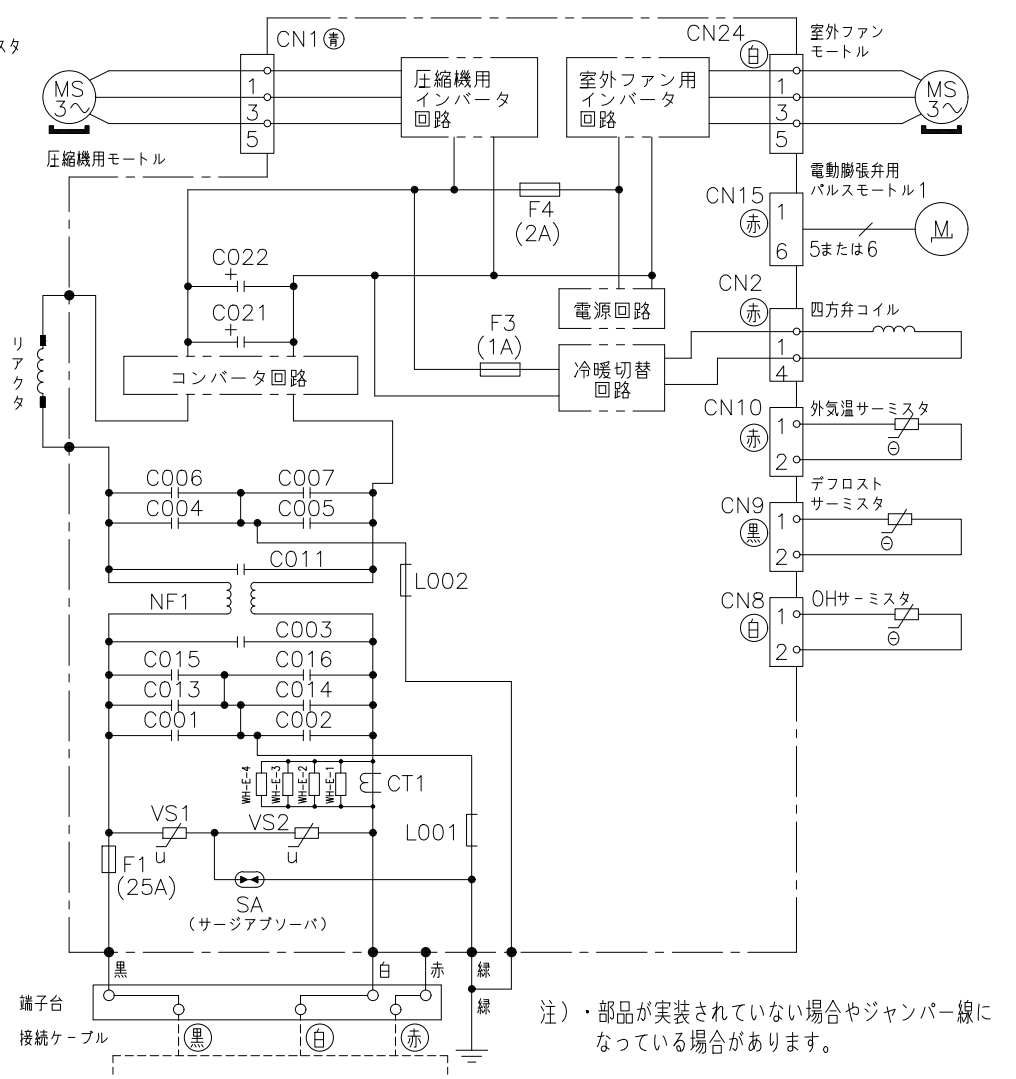 スタ
CN1 青
CN24 白
室外ファン
モートル
MS
3～
1
3
5
圧縮機用
インバータ
回路
室外ファン用
インバータ
回路
1
3
5
MS
3～
圧縮機用モートル
電動膨張弁用
パルスモートル1
CN15
赤
1
6
5または6
M
F4
(2A)
C022
+
C021
+
電源回路
CN2
赤
1
4
四方弁コイル
リアクタ
F3
(1A)
コンバータ回路
冷暖切替
回路
CN10
赤
1
2
外気温サーミスタ
θ
C006
C007
C004
C005
CN9
黒
1
2
デフロスト
サーミスタ
θ
C011
L002
NF1
CN8
白
1
2
OHサーミスタ
θ
C003
C015
C016
C013
C014
C001
C002
WH-E-4
WH-E-3
WH-E-2
WH-E-1
CT1
VS1
u
VS2
u
L001
F1
(25A)
SA
(サージアブソーバ)
黒
白
赤
緑
端子台
緑
接続ケーブル
黒
白
赤
注）・部品が実装されていない場合やジャンパー線に
なっている場合があります。